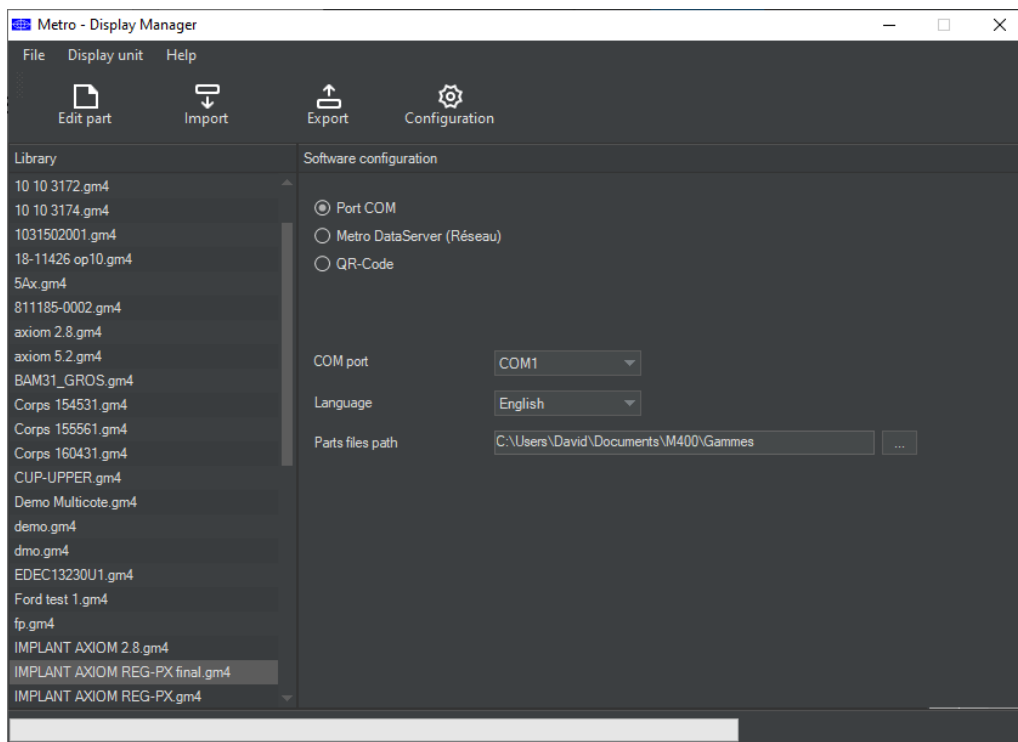 Metro - Display Manager
File Display unit Help
Edit part Import Export Configuration
Library
10 10 3172.gm4
10 10 3174.gm4
1031502001.gm4
18-11426 op10.gm4
5Ax.gm4
811185-0002.gm4
axiom 2.8.gm4
axiom 5.2.gm4
BAM31_GROS.gm4
Corps 154531.gm4
Corps 155561.gm4
Corps 160431.gm4
CUP-UPPER.gm4
Demo Multicote.gm4
demo.gm4
dmo.gm4
EDEC13230U1.gm4
Ford test 1.gm4
fp.gm4
IMPLANT AXIOM 2.8.gm4
IMPLANT AXIOM REG-PX final.gm4
IMPLANT AXIOM REG-PX.gm4
Software configuration
Port COM
Metro DataServer (Réseau)
QR-Code
COM port COM1
Language English
Parts files path C:\Users\David\Documents\M400\Gammes ...